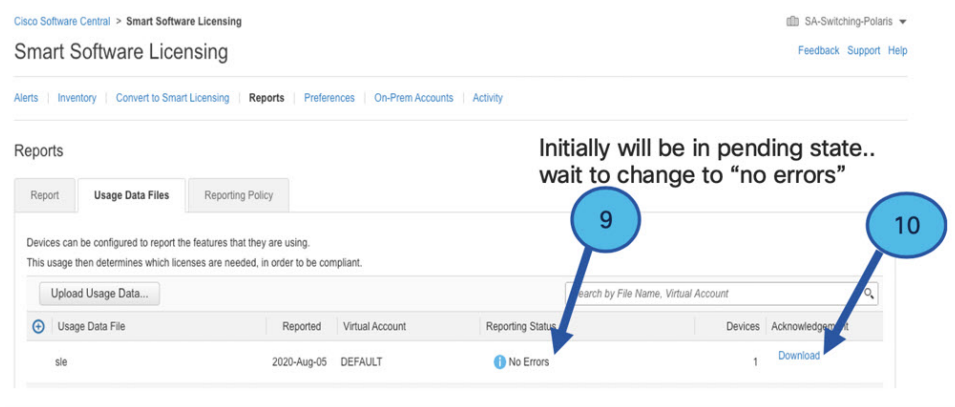 Cisco Software Central > Smart Software Licensing
SA-Switching-Polaris
Smart Software Licensing
Feedback Support Help
Alerts | Inventory | Convert to Smart Licensing | Reports | Preferences | On-Prem Accounts | Activity
Reports
Initially will be in pending state..
wait to change to “no errors”
Report Usage Data Files Reporting Policy
9
10
Devices can be configured to report the features that they are using.
This usage then determines which licenses are needed, in order to be compliant.
Upload Usage Data...
Search by File Name, Virtual Account
Usage Data File Reported Virtual Account Reporting Status Devices Acknowledgement
sle 2020-Aug-05 DEFAULT No Errors 1 Download